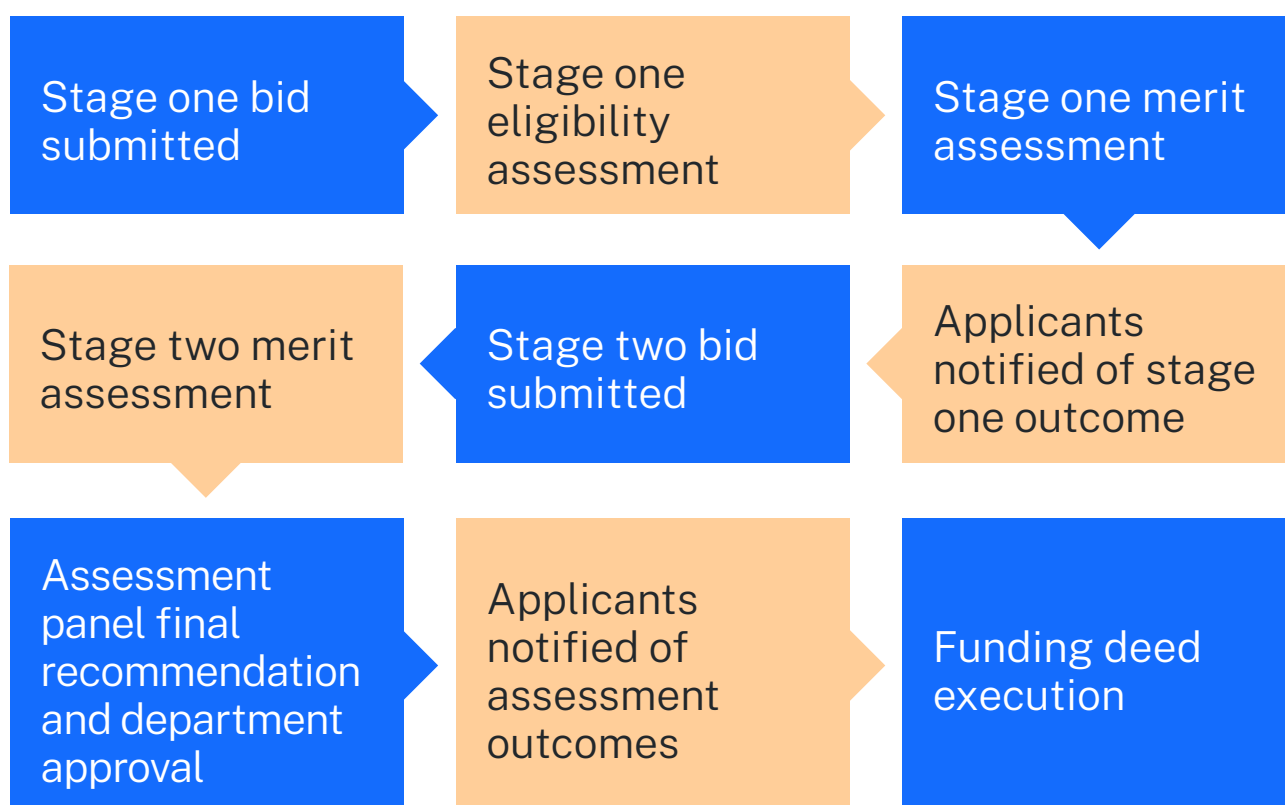 Stage one bid
submitted
Stage one
eligibility
assessment
Stage one merit
assessment
Applicants
notified of stage
one outcome
Stage two bid
submitted
Stage two merit
assessment
Assessment
panel final
recommendation
and department
approval
Applicants
notified of
assessment
outcomes
Funding deed
execution